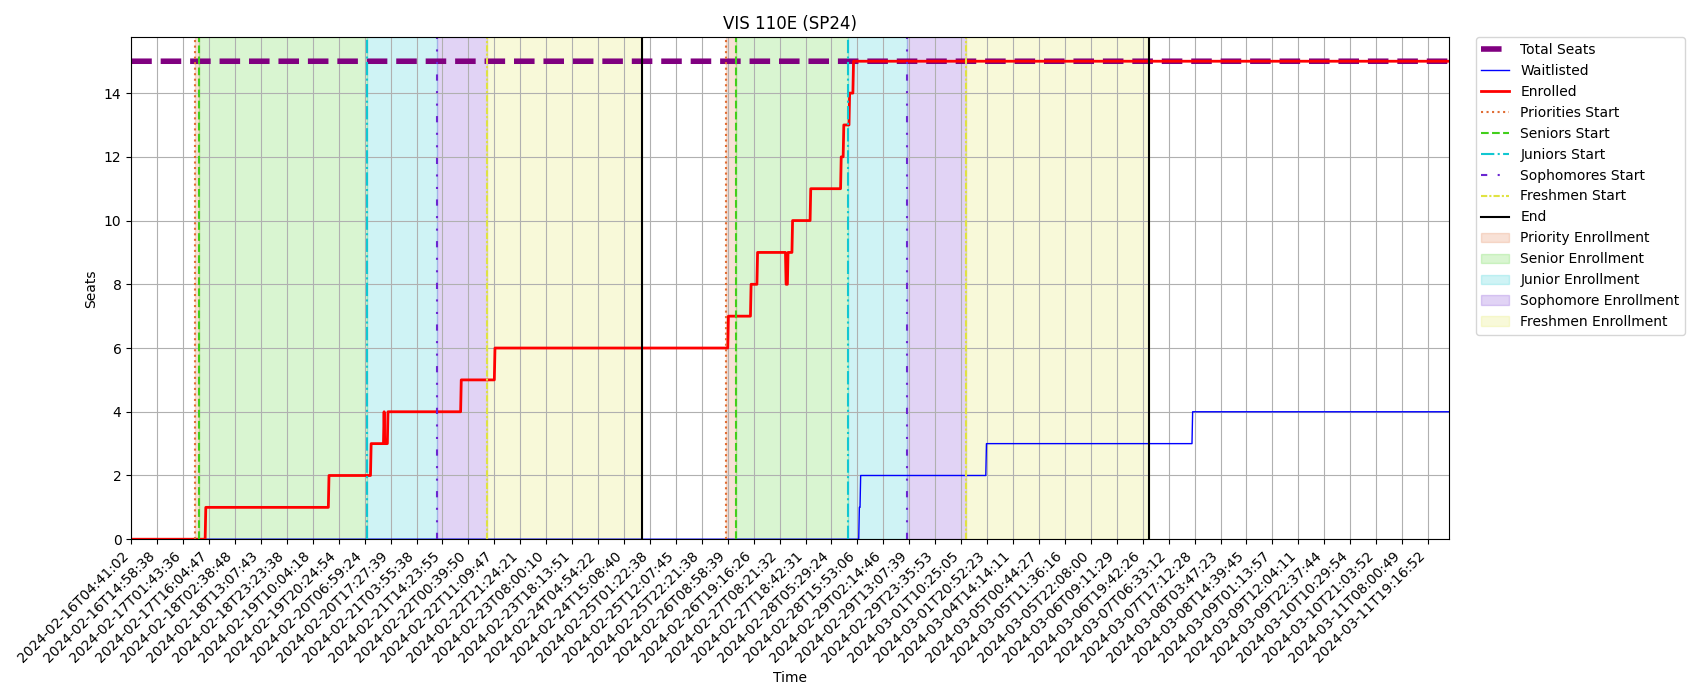 VIS 110E (SP24)
Seats
14
12
10
8
6
4
2
0
2024-02-16T04:41:02
2024-02-16T14:58:38
2024-02-17T01:43:36
2024-02-17T16:04:47
2024-02-18T02:38:48
2024-02-18T13:07:43
2024-02-18T23:23:38
2024-02-19T10:04:18
2024-02-19T20:24:54
2024-02-20T06:59:24
2024-02-20T17:27:39
2024-02-21T03:55:38
2024-02-21T14:23:55
2024-02-22T00:39:50
2024-02-22T11:09:47
2024-02-22T21:24:21
2024-02-23T08:00:10
2024-02-23T18:13:51
2024-02-24T04:54:22
2024-02-24T15:08:40
2024-02-25T01:22:38
2024-02-25T12:07:45
2024-02-25T22:21:38
2024-02-26T08:58:39
2024-02-26T19:16:26
2024-02-27T08:21:32
2024-02-27T18:42:31
2024-02-28T05:29:24
2024-02-28T15:53:06
2024-02-29T02:14:46
2024-02-29T13:07:39
2024-02-29T23:35:53
2024-03-01T10:25:05
2024-03-01T20:52:23
2024-03-04T14:14:11
2024-03-05T00:44:27
2024-03-05T11:36:16
2024-03-05T22:08:00
2024-03-06T09:11:29
2024-03-06T19:42:26
2024-03-07T06:33:12
2024-03-07T17:12:28
2024-03-08T03:47:23
2024-03-08T14:39:45
2024-03-09T01:13:57
2024-03-09T12:04:11
2024-03-09T22:37:44
2024-03-10T10:29:54
2024-03-10T21:03:52
2024-03-11T08:00:49
2024-03-11T19:16:52
Time
Total Seats
Waitlisted
Enrolled
Priorities Start
Seniors Start
Juniors Start
Sophomores Start
Freshmen Start
End
Priority Enrollment
Senior Enrollment
Junior Enrollment
Sophomore Enrollment
Freshmen Enrollment